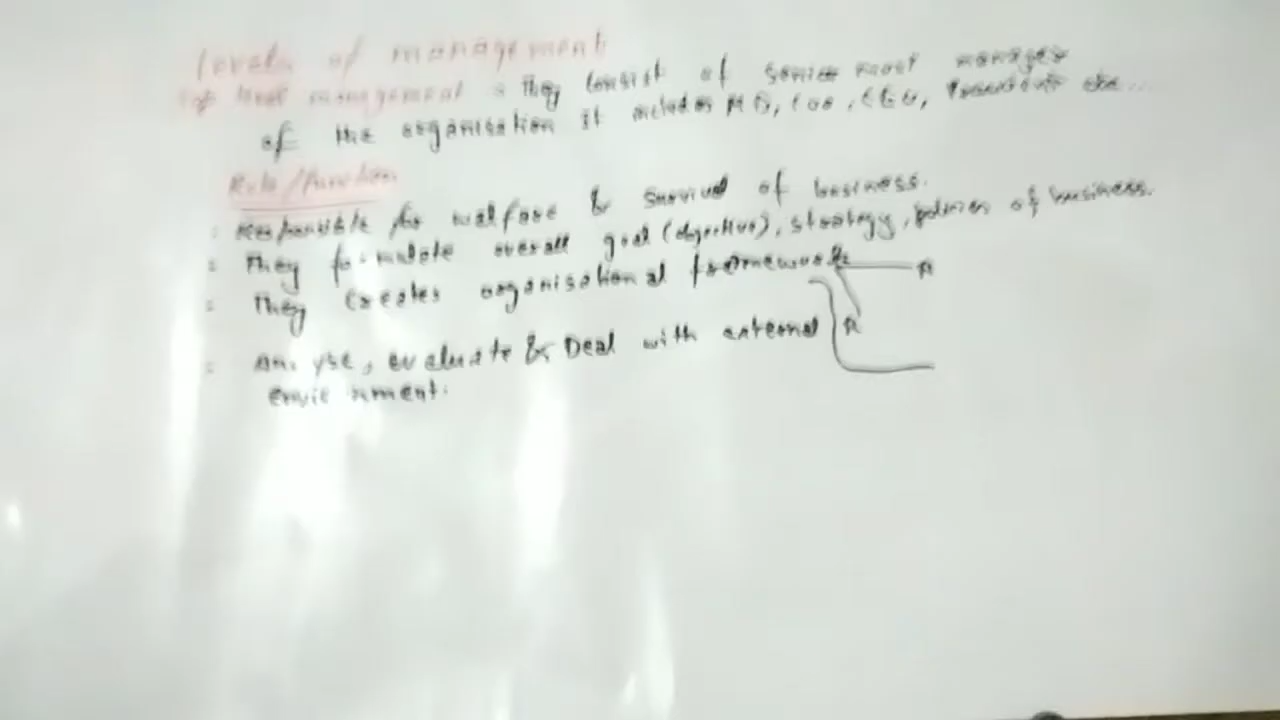 Levels of management
Top level management = They consist of senior most manager
of the organisation it includes MD, COO, CEO, President etc....
Role/function
Responsible for welfare & survival of business.
They formulate overall goal (objective), strategy, policies of business.
They creates organisational framework A
R
Analyse, evaluate & Deal with external
environment.